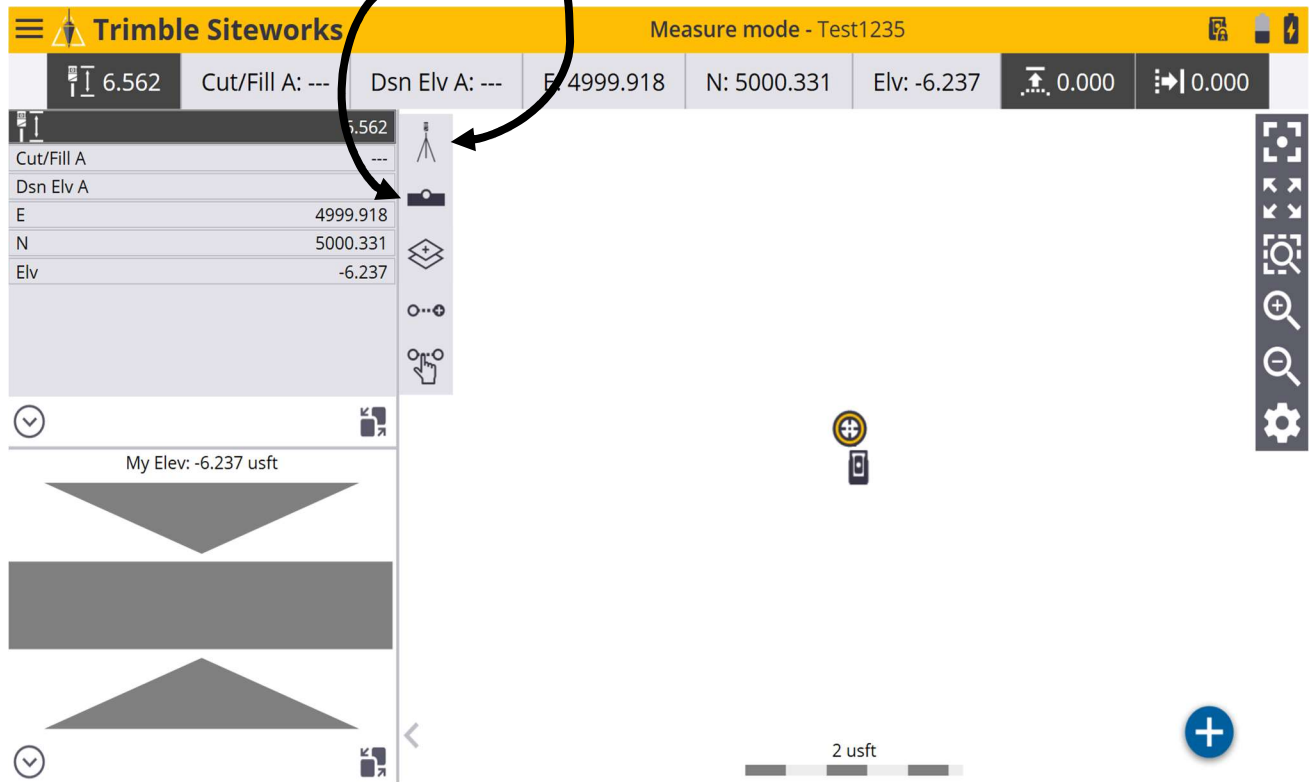 Trimble Siteworks Measure mode - Test1235
6.562 Cut/Fill A: --- Dsn Elv A: --- E: 4999.918 N: 5000.331 Elv: -6.237 0.000 0.000
6.562
Cut/Fill A ---
Dsn Elv A
E 4999.918
N 5000.331
Elv -6.237
My Elev: -6.237 usft
2 usft